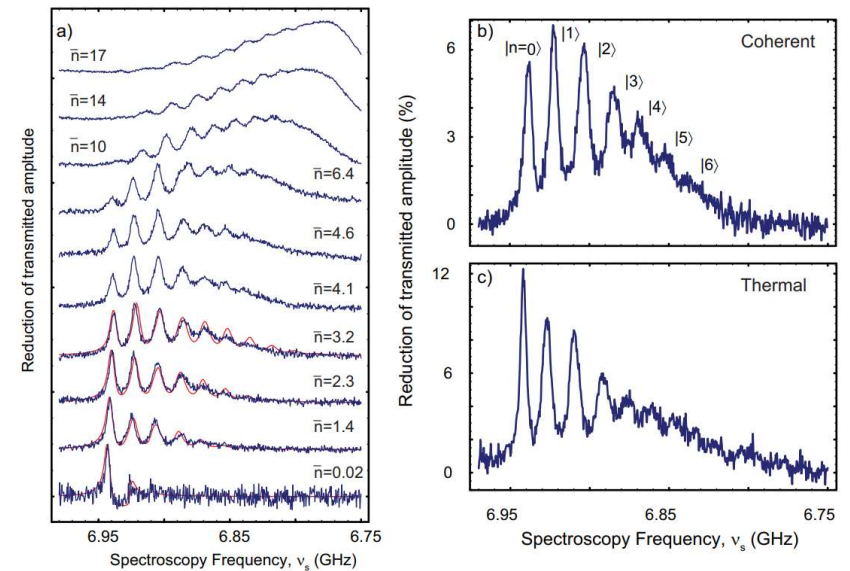 a)
n̅=17
n̅=14
n̅=10
n̅=6.4
n̅=4.6
n̅=4.1
n̅=3.2
n̅=2.3
n̅=1.4
n̅=0.02
Reduction of transmitted amplitude
6.95
6.85
6.75
Spectroscopy Frequency, νs (GHz)
b)
Coherent
|n=0⟩
|1⟩
|2⟩
|3⟩
|4⟩
|5⟩
|6⟩
6
3
0
Reduction of transmitted amplitude (%)
c)
Thermal
12
6
0
6.95
6.85
6.75
Spectroscopy Frequency, νs (GHz)